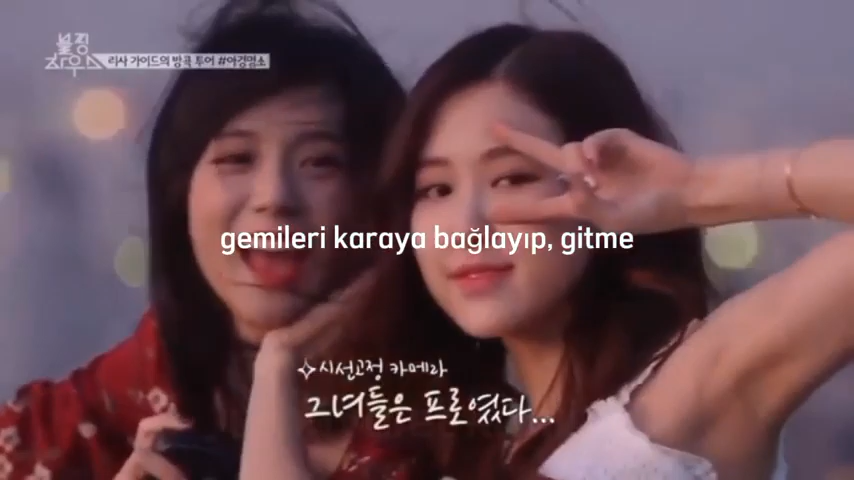 블핑
하우스
리사 가이드의 방콕 투어 #야경명소
gemileri karaya bağlayıp, gitme
시선고정 카메라
그녀들은 프로였다...